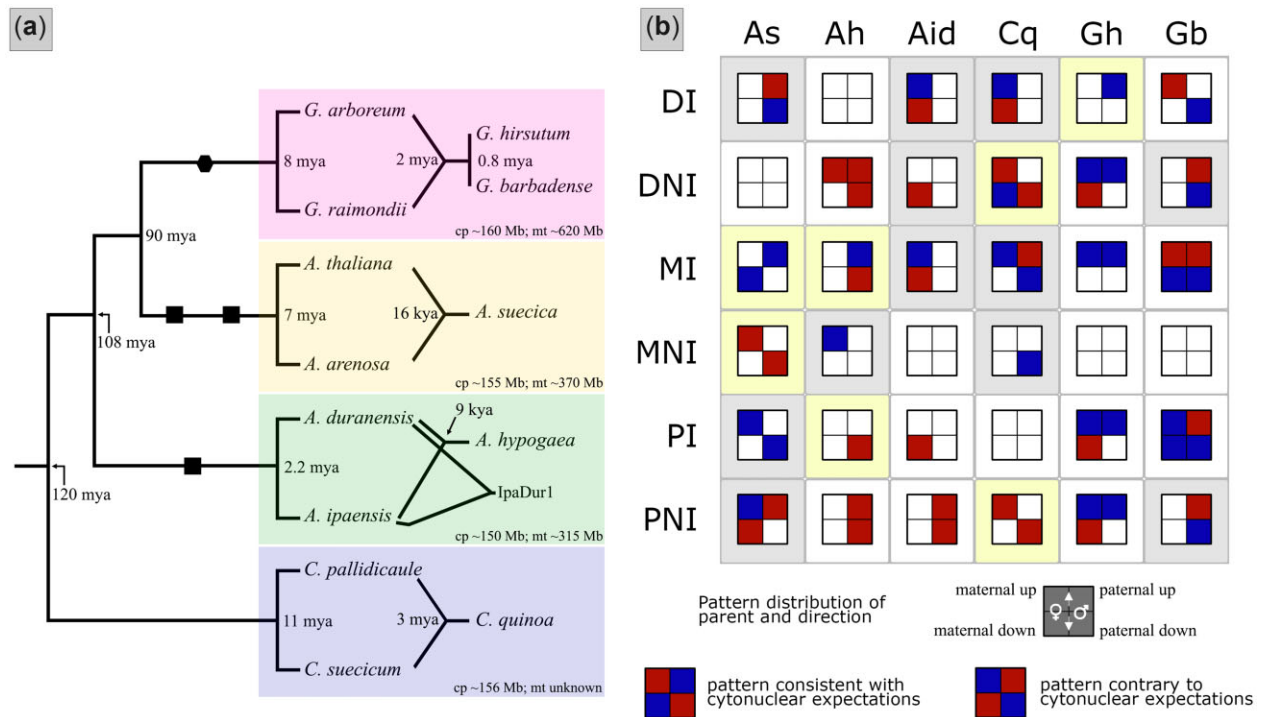 (a)
G. arboreum
G. hirsutum
8 mya
2 mya
0.8 mya
G. barbadense
G. raimondii
cp ~160 Mb; mt ~620 Mb
90 mya
A. thaliana
7 mya
16 kya
A. suecica
A. arenosa
cp ~155 Mb; mt ~370 Mb
108 mya
9 kya
A. duranensis
A. hypogaea
2.2 mya
IpaDur1
A. ipaensis
cp ~150 Mb; mt ~315 Mb
120 mya
C. pallidicaule
11 mya
3 mya
C. quinoa
C. suecicum
cp ~156 Mb; mt unknown
(b)
As Ah Aid Cq Gh Gb
DI
DNI
MI
MNI
PI
PNI
Pattern distribution of
parent and direction
maternal up
♀ ♂
paternal up
maternal down
paternal down
pattern consistent with
cytonuclear expectations
pattern contrary to
cytonuclear expectations